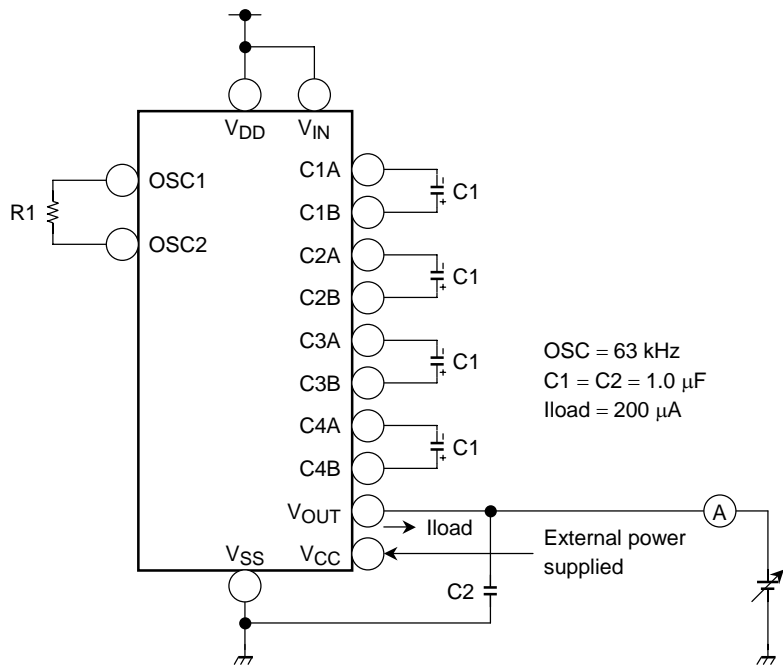 VDD
VIN
OSC1
R1
OSC2
C1A
C1B
C1
C2A
C2B
C1
C3A
C3B
C1
C4A
C4B
C1
OSC = 63 kHz
C1 = C2 = 1.0 μF
Iload = 200 μA
VOUT
Iload
A
VSS
VCC
External power
supplied
C2